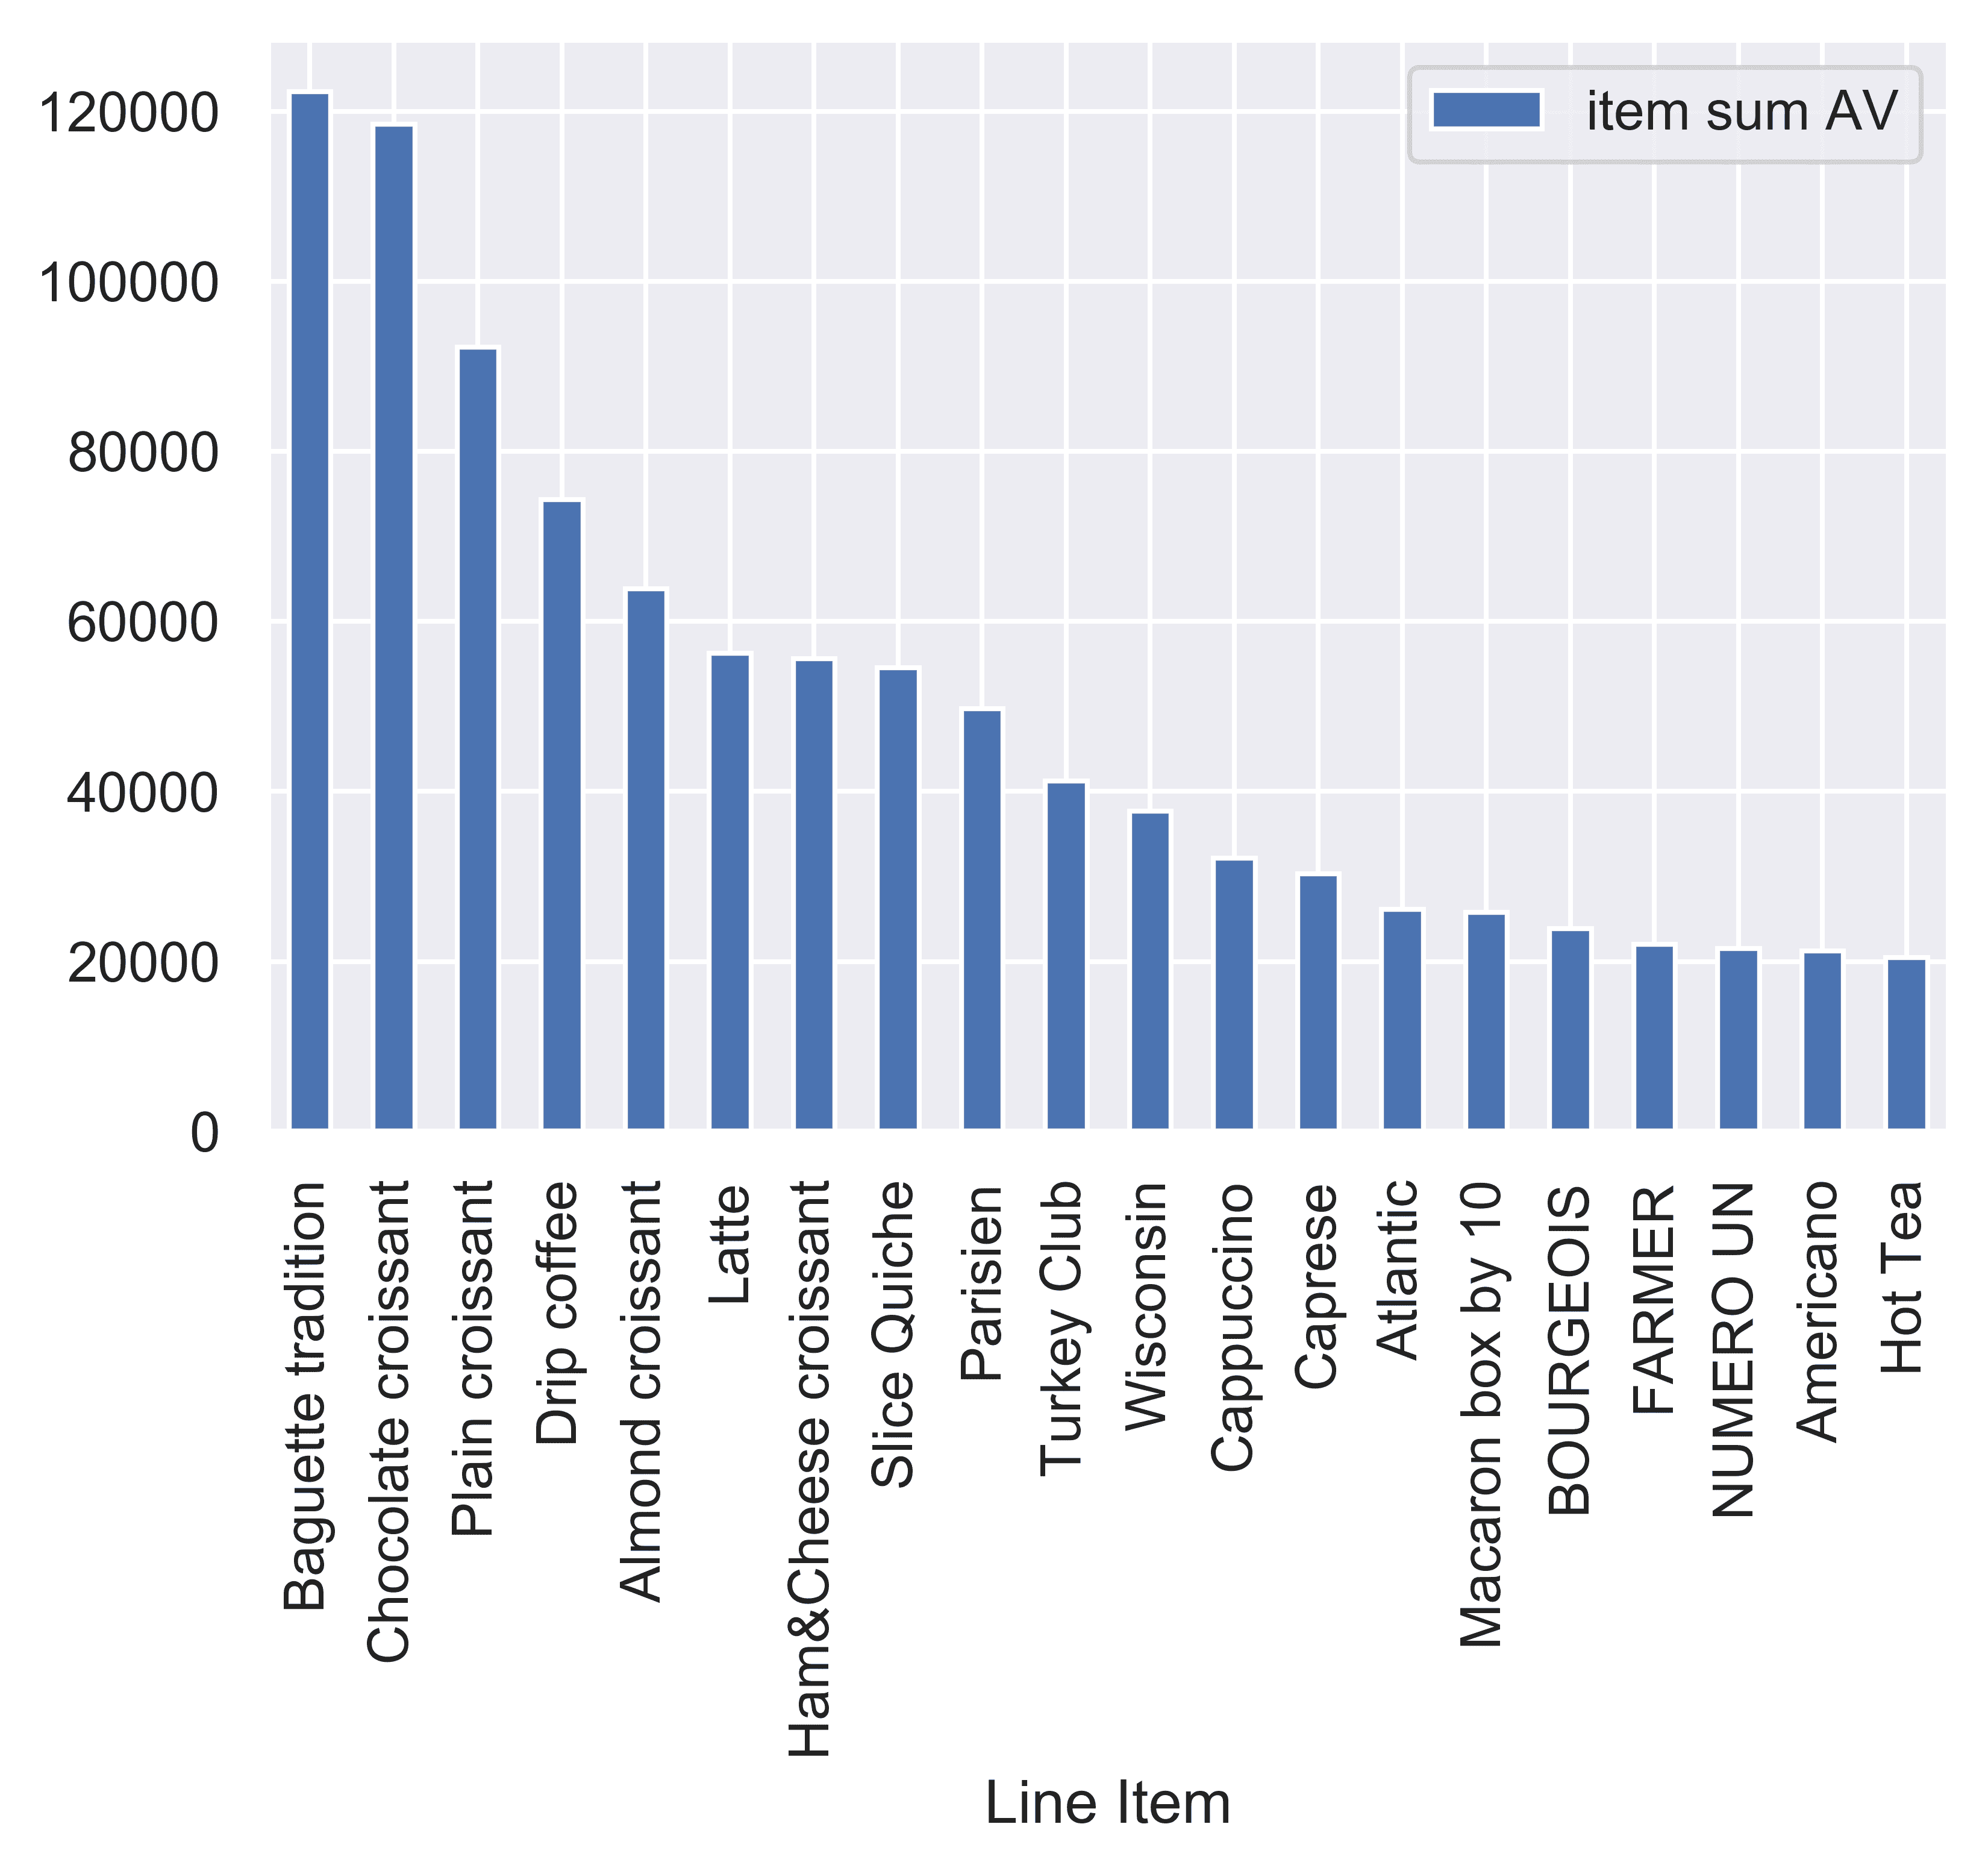 item sum AV
120000
100000
80000
60000
40000
20000
0
Baguette tradition
Chocolate croissant
Plain croissant
Drip coffee
Almond croissant
Latte
Ham&Cheese croissant
Slice Quiche
Parisien
Turkey Club
Wisconsin
Cappuccino
Caprese
Atlantic
Macaron box by 10
BOURGEOIS
FARMER
NUMERO UN
Americano
Hot Tea
Line Item